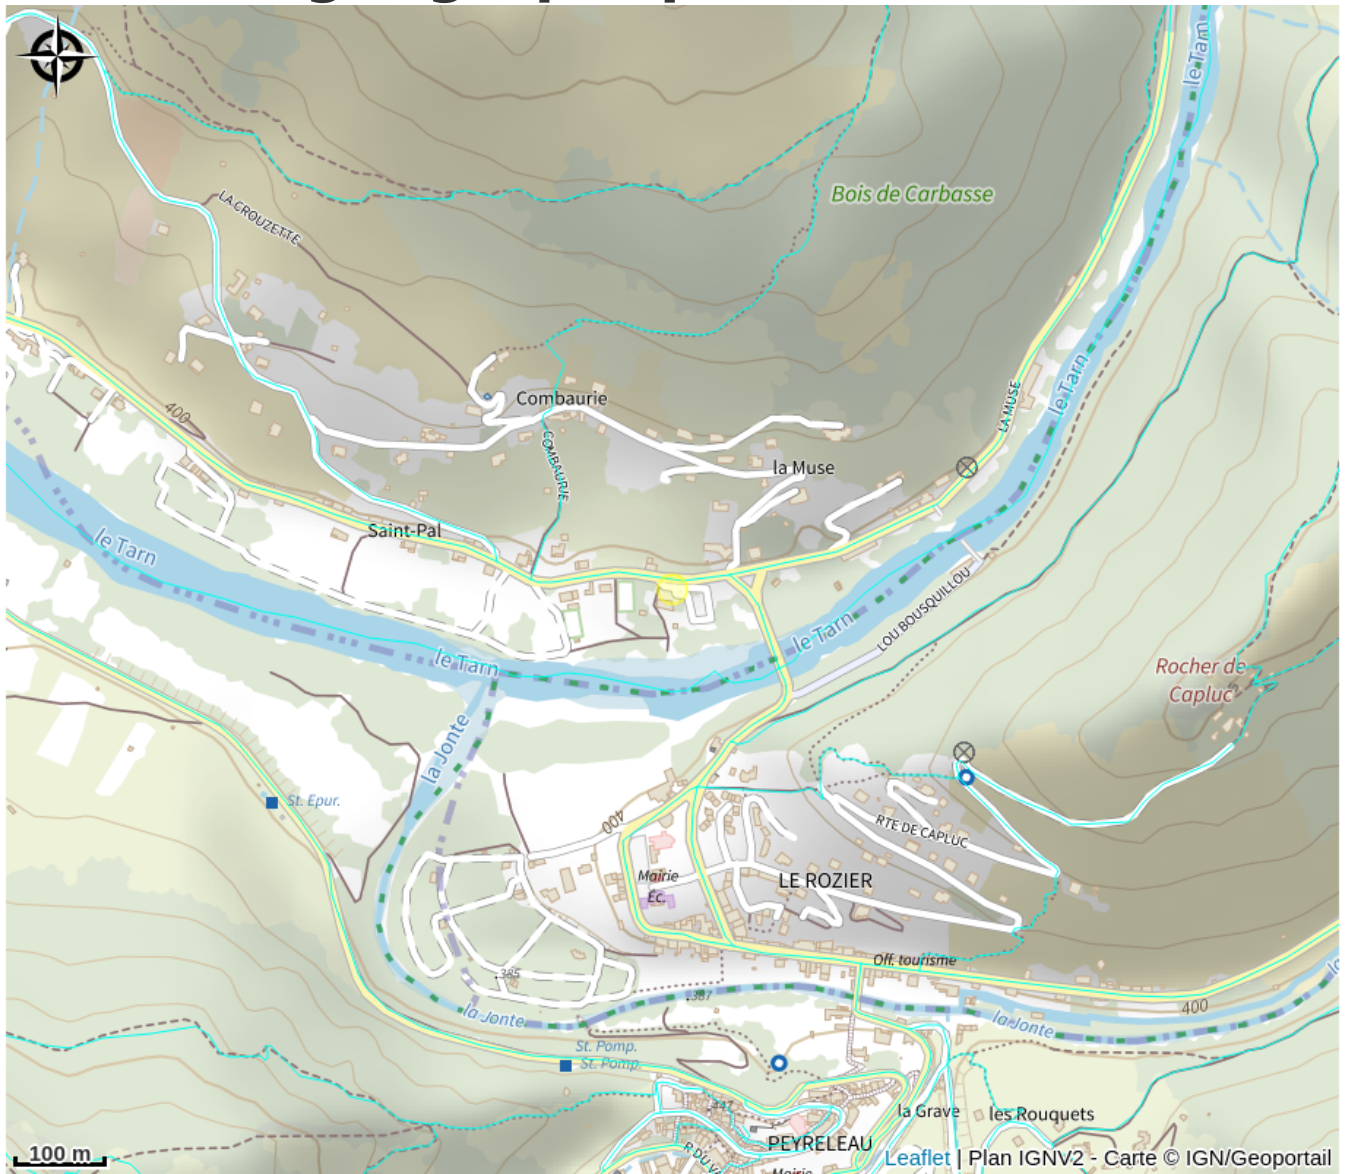 le Tarn
Bois de Carbasse
LA CROUZETTE
le Tarn
Combaurie
LA MUSE
400
COMBAURIE
la Muse
Saint-Pal
le Tarn
LOU BOUSQUILLOU
le Tarn
le Tarn
Rocher de
Capluc
la Jonte
St. Epur.
400
RTE DE CAPLUC
Mairie
Éc.
LE ROZIER
Off. tourisme
385
387
400
la Jonte
la Jonte
St. Pomp.
St. Pomp.
447
la Grave
les Rouquets
PEYRELEAU
Mairie
100 m
Leaflet | Plan IGNV2 - Carte © IGN/Geoportail